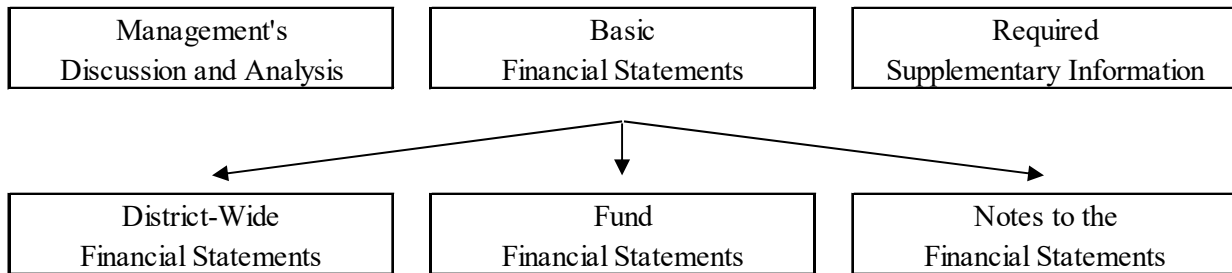 Management's
Discussion and Analysis
Basic
Financial Statements
Required
Supplementary Information
District-Wide
Financial Statements
Fund
Financial Statements
Notes to the
Financial Statements